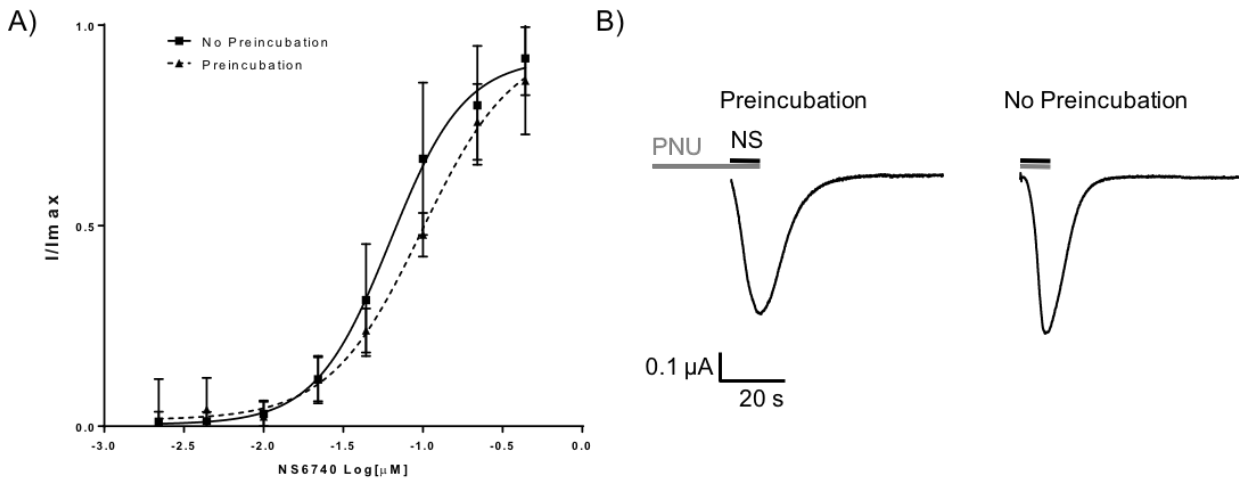 A)
1.0
No Preincubation
Preincubation
I/Imax
0.5
0.0
-3.0 -2.5 -2.0 -1.5 -1.0 -0.5 0.0
NS6740 Log[μM]
B)
Preincubation No Preincubation
PNU NS
0.1 μA
20 s